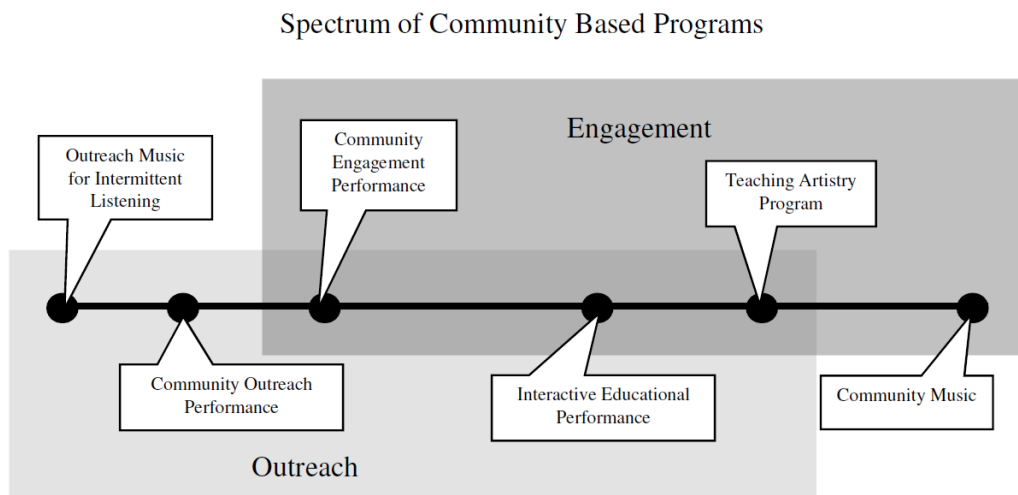 Spectrum of Community Based Programs
Engagement
Outreach Music
for Intermittent
Listening
Community
Engagement
Performance
Teaching Artistry
Program
Community Outreach
Performance
Interactive Educational
Performance
Community Music
Outreach